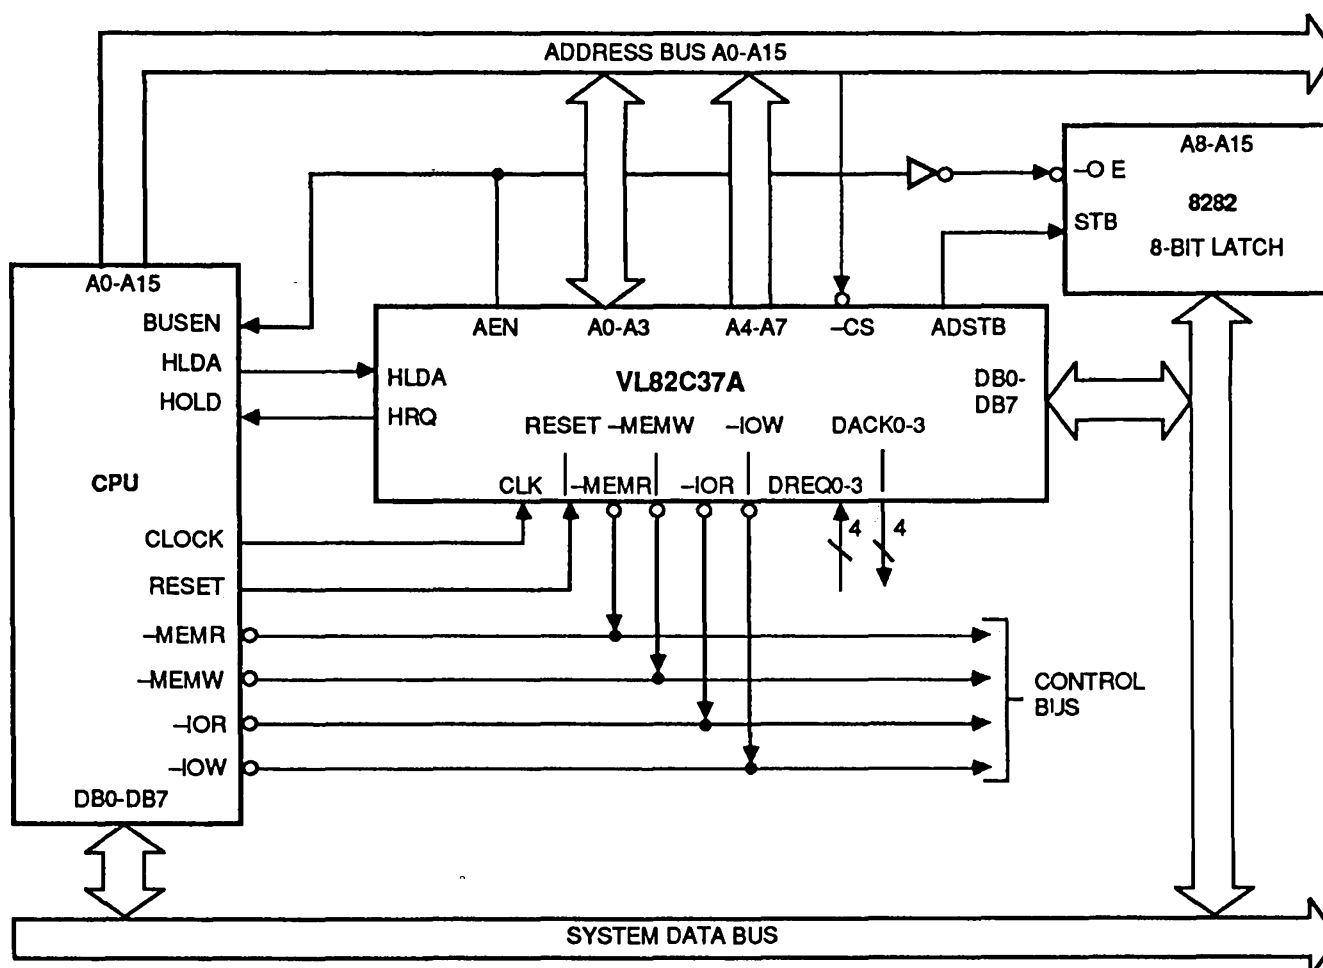 ADDRESS BUS A0-A15
A8-A15
–O E
8282
STB
8-BIT LATCH
A0-A15
BUSEN
HLDA
HOLD
CPU
CLOCK
RESET
–MEMR
–MEMW
–IOR
–IOW
DB0-DB7
AEN
A0-A3
A4-A7
–CS
ADSTB
HLDA
VL82C37A
DB0-
DB7
HRQ
RESET –MEMW
–IOW
DACK0-3
CLK
–MEMR
–IOR
DREQ0-3
4
4
CONTROL
BUS
SYSTEM DATA BUS